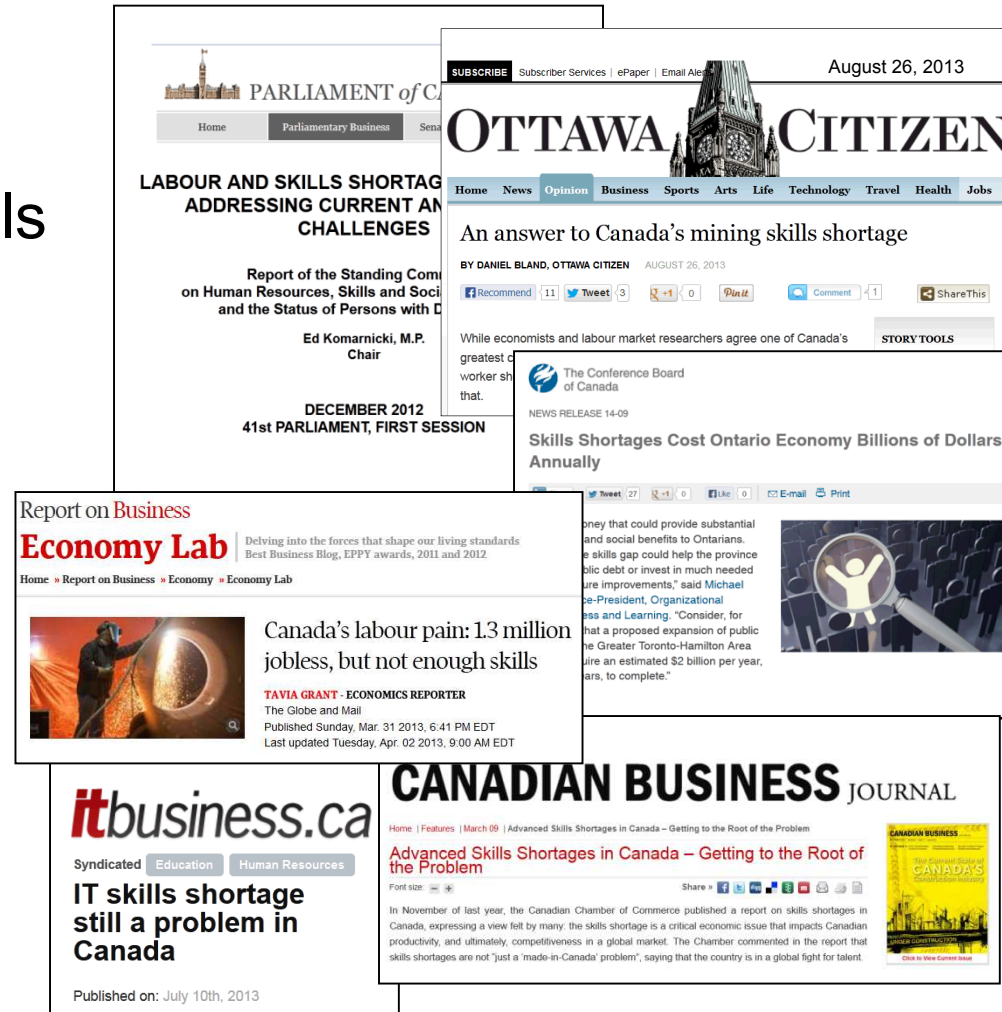 ls
PARLIAMENT of
Home Parliamentary Business
LABOUR AND SKILLS
ADDRESSING CURRENT
CHALLENGES
Report of the Standing
on Human Resources, Skills and
and the Status of Persons with
Ed Komarnicki, M.P.
Chair
DECEMBER 2012
41st PARLIAMENT, FIRST SESSION
SUBSCRIBE Subscriber Services | ePaper | Email
August 26, 2013
OTTAWA CITIZEN
Home News Opinion Business Sports Arts Life Technology Travel Health Jobs
An answer to Canada's mining skills shortage
BY DANIEL BLAND, OTTAWA CITIZEN AUGUST 26, 2013
Recommend 11 Tweet 3 +1 0 Pin it Comment 1 ShareThis
While economists and labour market researchers agree one of Canada's
greatest
worker
that.
STORY TOOLS
The Conference Board
of Canada
NEWS RELEASE 14-09
Skills Shortages Cost Ontario Economy Billions of Dollars
Annually
Tweet 27 +1 0 Like 0 E-mail Print
that could provide substantial
and social benefits to Ontarians.
skills gap could help the province
debt or invest in much needed
improvements," said Michael
Organizational
and Learning. "Consider, for
that a proposed expansion of public
Greater Toronto-Hamilton Area
an estimated $2 billion per year,
to complete."
Report on Business
Economy Lab
Delving into the forces that shape our living standards
Best Business Blog, EPPY awards, 2011 and 2012
Home » Report on Business » Economy » Economy Lab
Canada's labour pain: 1.3 million
jobless, but not enough skills
TAVIA GRANT - ECONOMICS REPORTER
The Globe and Mail
Published Sunday, Mar. 31 2013, 6:41 PM EDT
Last updated Tuesday, Apr. 02 2013, 9:00 AM EDT
itbusiness.ca
Syndicated Education Human Resources
IT skills shortage
still a problem in
Canada
Published on: July 10th, 2013
CANADIAN BUSINESS JOURNAL
Home | Features | March 09 | Advanced Skills Shortages in Canada – Getting to the Root of the Problem
Advanced Skills Shortages in Canada – Getting to the Root of
the Problem
Font size: - +
Share »
In November of last year, the Canadian Chamber of Commerce published a report on skills shortages in
Canada, expressing a view felt by many: the skills shortage is a critical economic issue that impacts Canadian
productivity, and ultimately, competitiveness in a global market. The Chamber commented in the report that
skills shortages are not "just a 'made-in-Canada' problem", saying that the country is in a global fight for talent.
CANADIAN BUSINESS
The Current State of
CANADA'S
Construction Industry
UNDER CONSTRUCTION
Click to View Current Issue